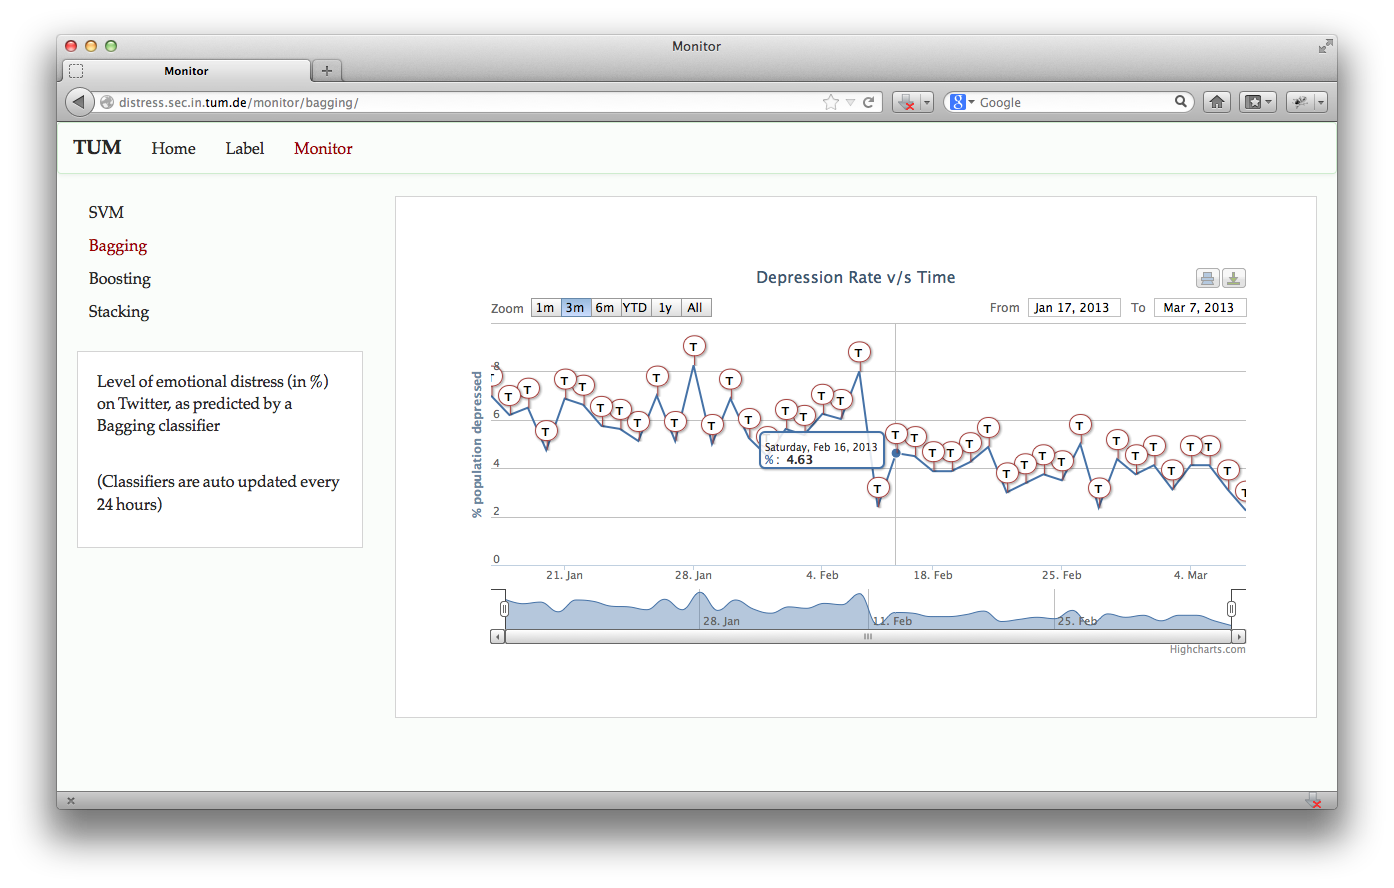 Monitor
Monitor
distress.sec.in.tum.de/monitor/bagging/
Google
TUM Home Label Monitor
SVM
Bagging
Boosting
Stacking
Level of emotional distress (in %)
on Twitter, as predicted by a
Bagging classifier
(Classifiers are auto updated every
24 hours)
Depression Rate v/s Time
Zoom 1m 3m 6m YTD 1y All
From Jan 17, 2013 To Mar 7, 2013
% population depressed
8
6
4
2
0
T T T T T T T T T T T T T T T T T T T T T T T T T T T T T T T T T T T T T T T T
Saturday, Feb 16, 2013
%: 4.63
21. Jan 28. Jan 4. Feb 18. Feb 25. Feb 4. Mar
28. Jan 11. Feb 25. Feb
Highcharts.com